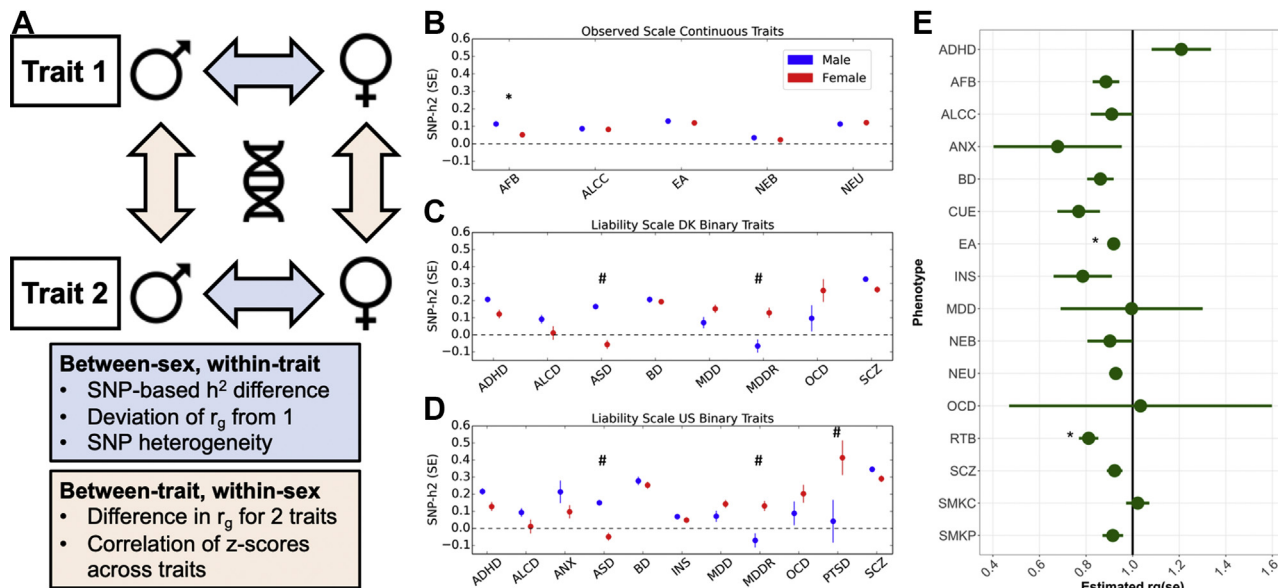 A
Trait 1
Trait 2
Between-sex, within-trait
• SNP-based h² difference
• Deviation of rg from 1
• SNP heterogeneity
Between-trait, within-sex
• Difference in rg for 2 traits
• Correlation of z-scores
across traits
B
Observed Scale Continuous Traits
SNP-h2 (SE)
0.6
0.5
0.4
0.3
0.2
0.1
0.0
−0.1
Male
Female
*
AFB ALCC EA NEB NEU
C
Liability Scale DK Binary Traits
SNP-h2 (SE)
0.6
0.5
0.4
0.3
0.2
0.1
0.0
−0.1
# #
ADHD ALCD ASD BD MDD MDDR OCD SCZ
D
Liability Scale US Binary Traits
SNP-h2 (SE)
0.6
0.5
0.4
0.3
0.2
0.1
0.0
−0.1
# # #
ADHD ALCD ANX ASD BD INS MDD MDDR OCD PTSD SCZ
E
Phenotype
ADHD
AFB
ALCC
ANX
BD
CUE
EA *
INS
MDD
NEB
NEU
OCD
RTB *
SCZ
SMKC
SMKP
0.4 0.6 0.8 1.0 1.2 1.4 1.6
Estimated rg(se)